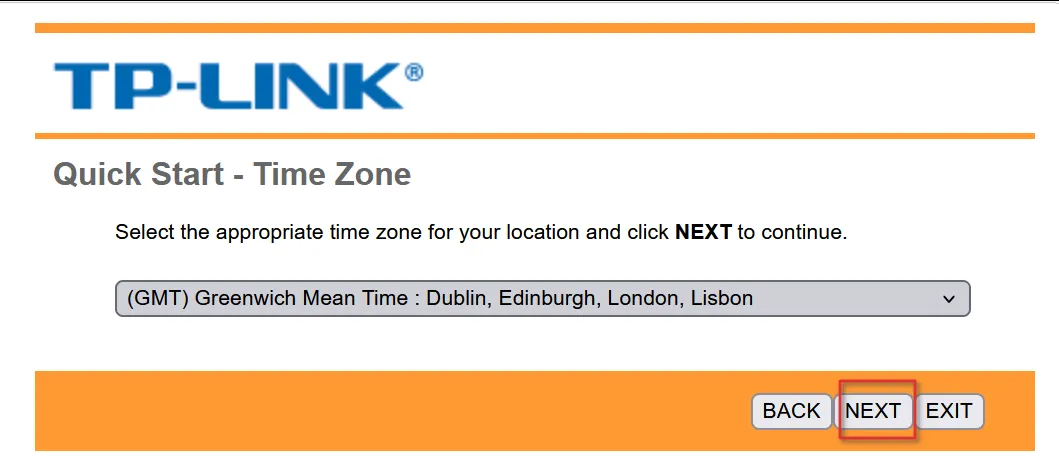 TP-LINK®
Quick Start - Time Zone
Select the appropriate time zone for your location and click NEXT to continue.
(GMT) Greenwich Mean Time : Dublin, Edinburgh, London, Lisbon
BACK NEXT EXIT